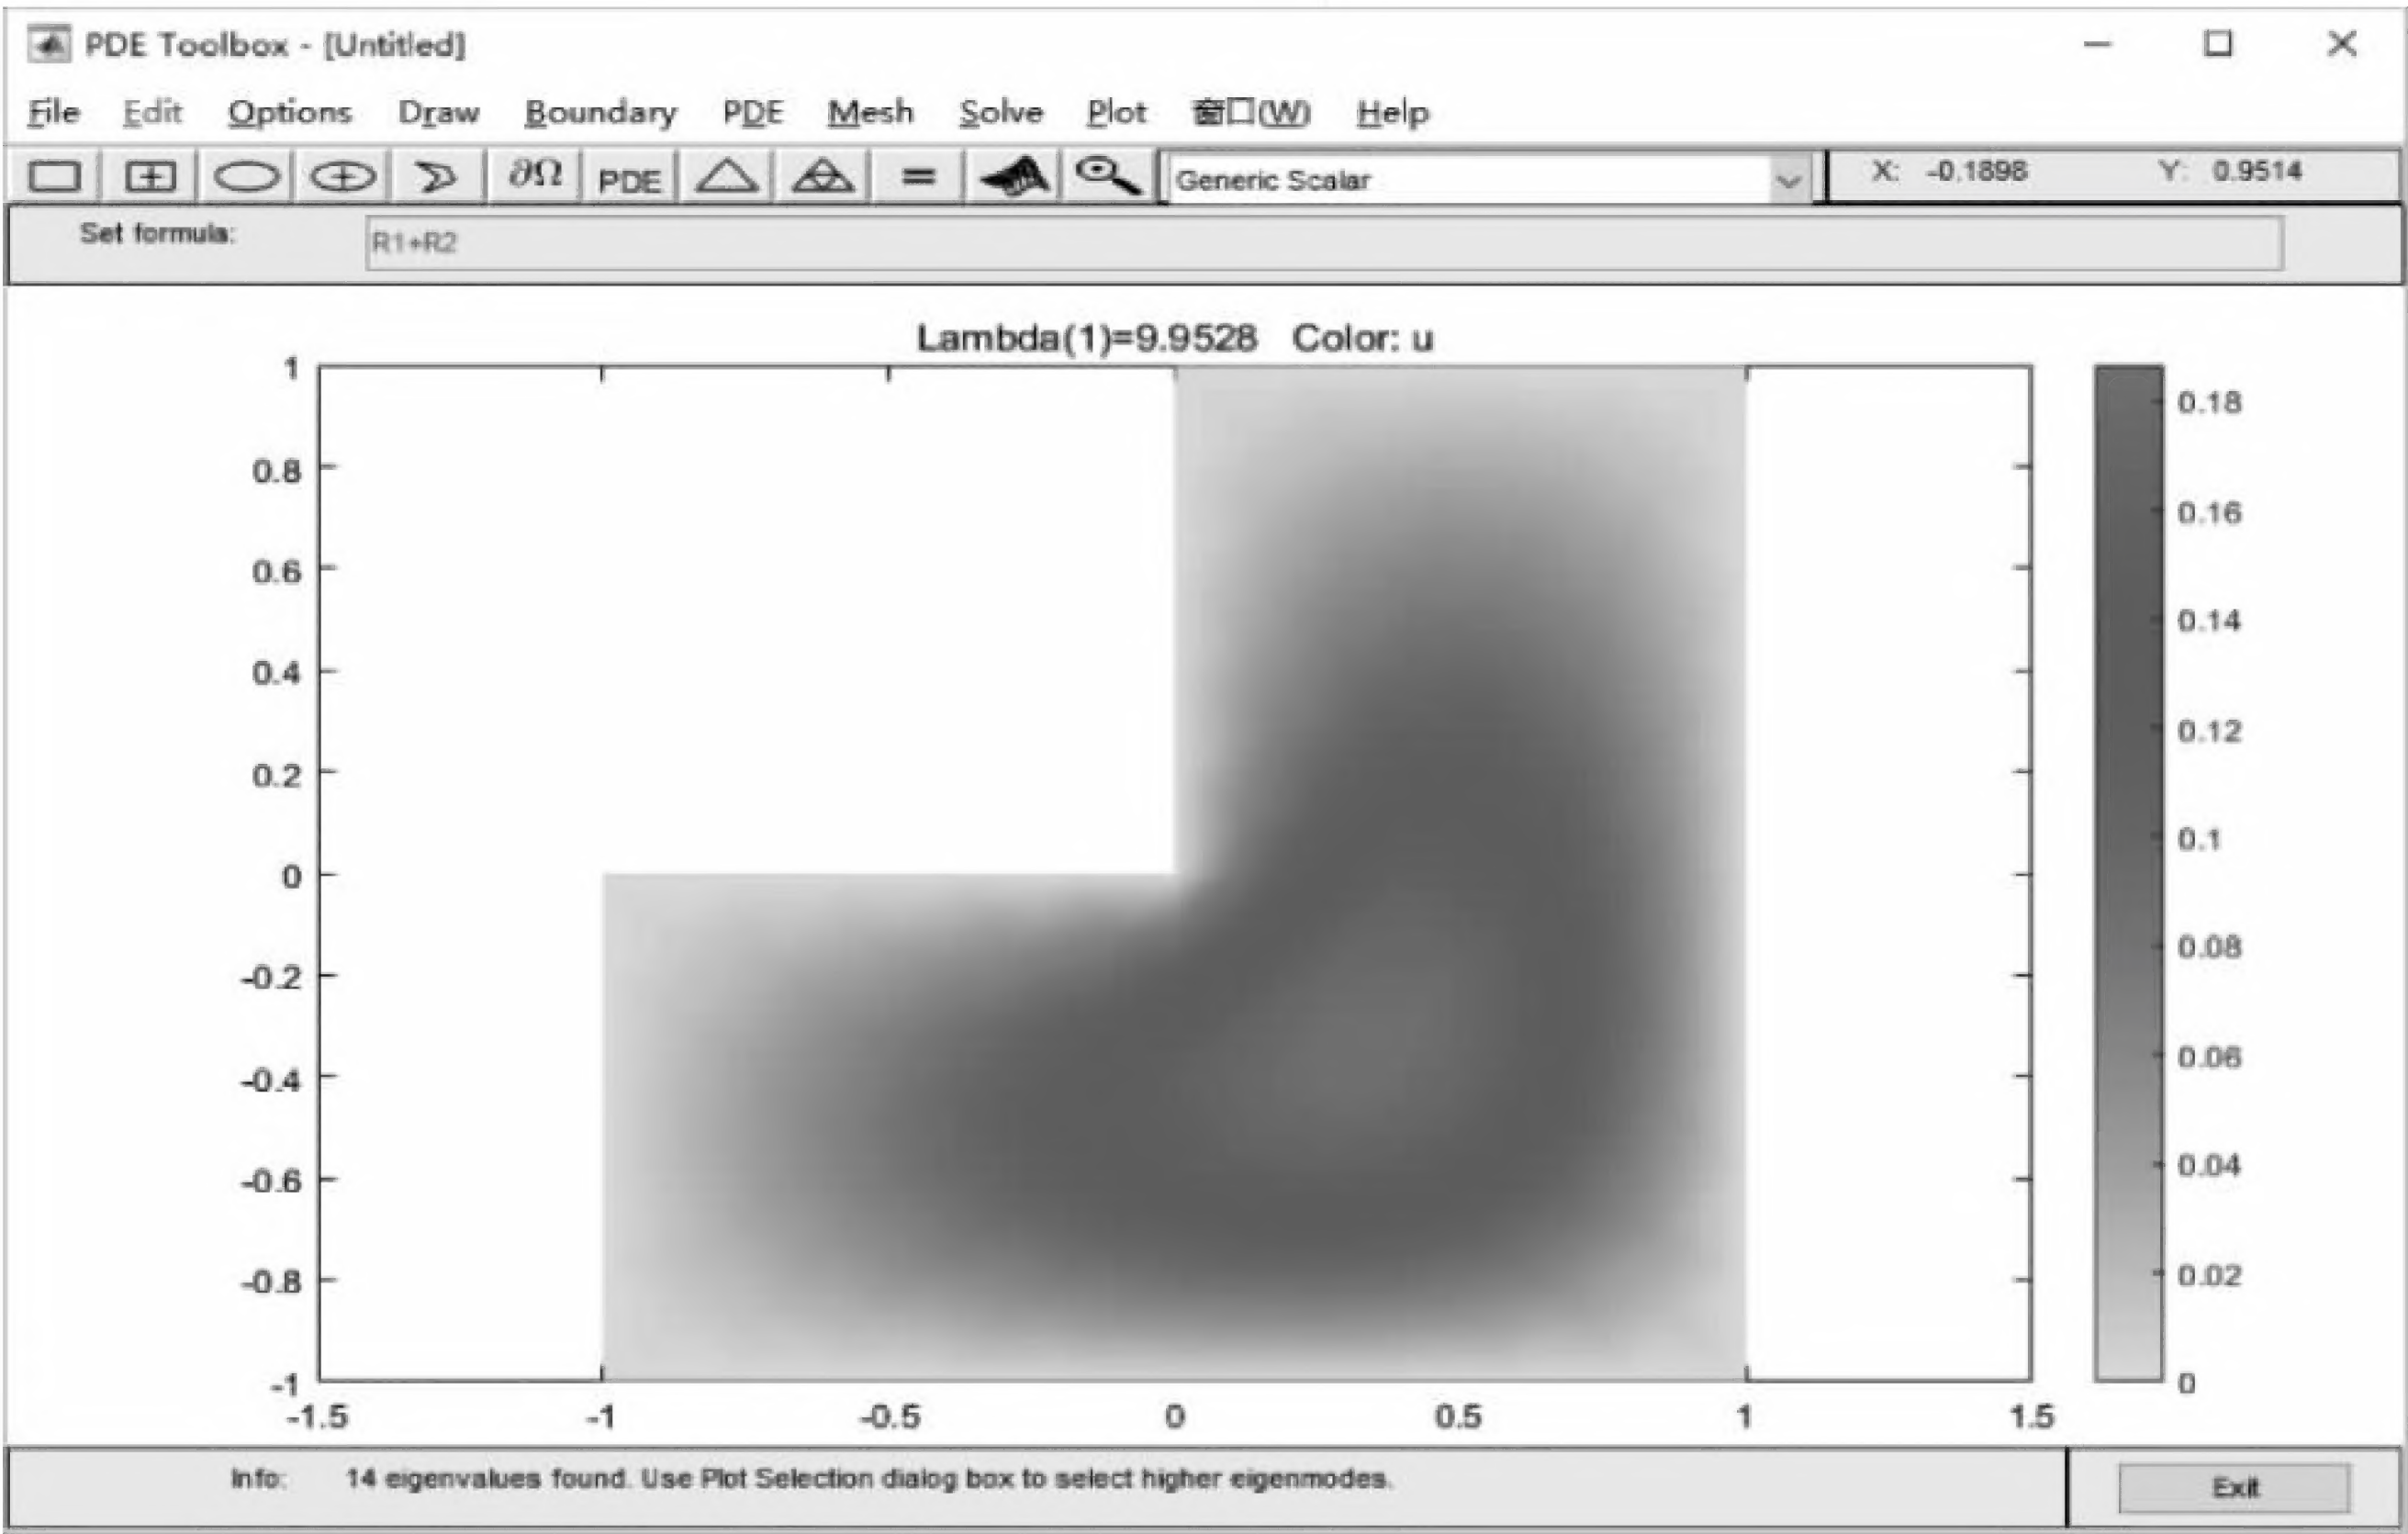 PDE Toolbox - [Untitled]
File Edit Options Draw Boundary PDE Mesh Solve Plot 窗口(W) Help
∂Ω PDE = Generic Scalar X: -0.1898 Y: 0.9514
Set formula: R1+R2
Lambda(1)=9.9528 Color: u
1
0.8
0.6
0.4
0.2
0
-0.2
-0.4
-0.6
-0.8
-1
-1.5 -1 -0.5 0 0.5 1 1.5
0.18
0.16
0.14
0.12
0.1
0.08
0.06
0.04
0.02
0
Info: 14 eigenvalues found. Use Plot Selection dialog box to select higher eigenmodes.
Exit